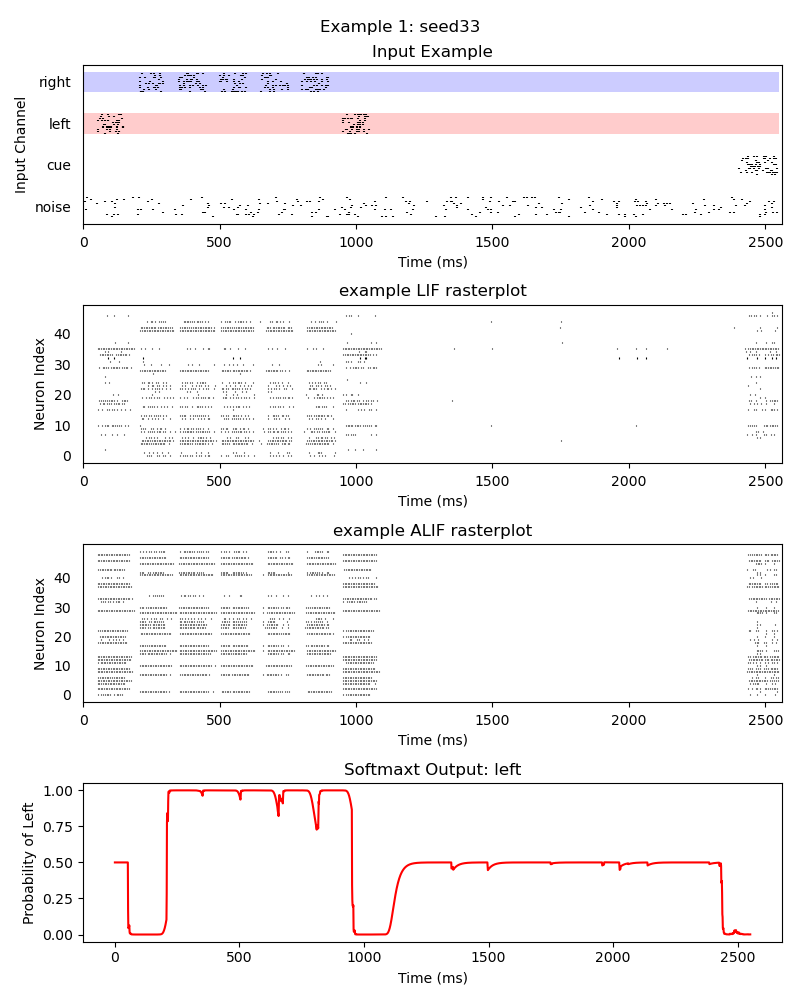 Example 1: seed33
Input Example
Input Channel
right
left
cue
noise
0 500 1000 1500 2000 2500
Time (ms)
example LIF rasterplot
Neuron Index
40
30
20
10
0
0 500 1000 1500 2000 2500
Time (ms)
example ALIF rasterplot
Neuron Index
40
30
20
10
0
0 500 1000 1500 2000 2500
Time (ms)
Softmaxt Output: left
Probability of Left
1.00
0.75
0.50
0.25
0.00
0 500 1000 1500 2000 2500
Time (ms)